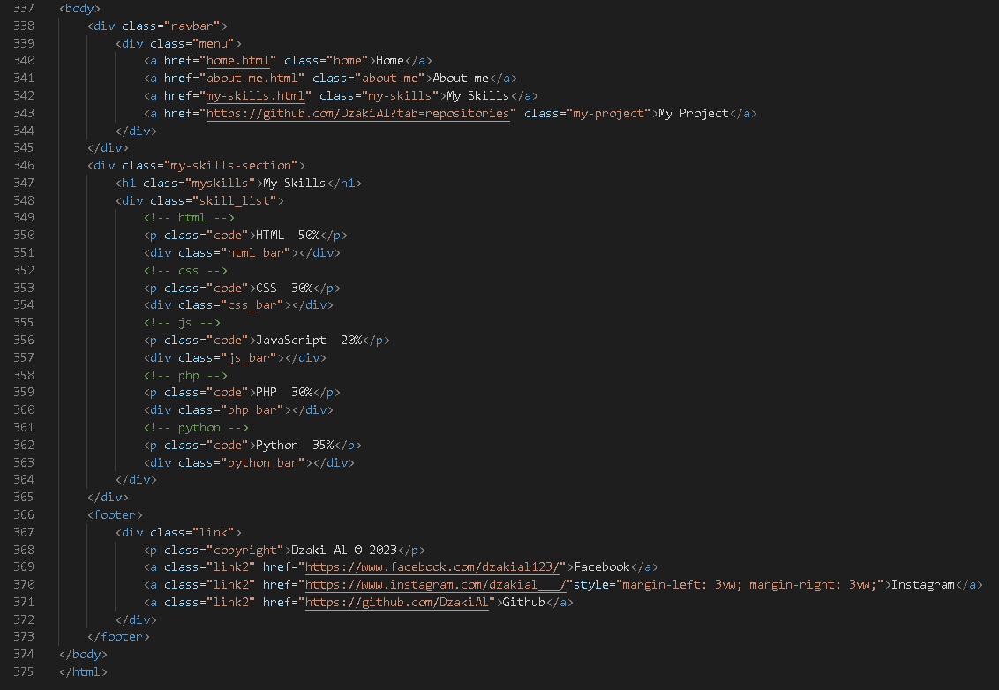 337 <body>
338 <div class="navbar">
339 <div class="menu">
340 <a href="home.html" class="home">Home</a>
341 <a href="about-me.html" class="about-me">About me</a>
342 <a href="my-skills.html" class="my-skills">My Skills</a>
343 <a href="https://github.com/DzakiAl?tab=repositories" class="my-project">My Project</a>
344 </div>
345 </div>
346 <div class="my-skills-section">
347 <h1 class="myskills">My Skills</h1>
348 <div class="skill_list">
349 <!-- html -->
350 <p class="code">HTML  50%</p>
351 <div class="html_bar"></div>
352 <!-- css -->
353 <p class="code">CSS  30%</p>
354 <div class="css_bar"></div>
355 <!-- js -->
356 <p class="code">JavaScript  20%</p>
357 <div class="js_bar"></div>
358 <!-- php -->
359 <p class="code">PHP  30%</p>
360 <div class="php_bar"></div>
361 <!-- python -->
362 <p class="code">Python  35%</p>
363 <div class="python_bar"></div>
364 </div>
365 </div>
366 <footer>
367 <div class="link">
368 <p class="copyright">Dzaki Al © 2023</p>
369 <a class="link2" href="https://www.facebook.com/dzakial123/">Facebook</a>
370 <a class="link2" href="https://www.instagram.com/dzakial___/"style="margin-left: 3vw; margin-right: 3vw;">Instagram</a>
371 <a class="link2" href="https://github.com/DzakiAl">Github</a>
372 </div>
373 </footer>
374 </body>
375 </html>